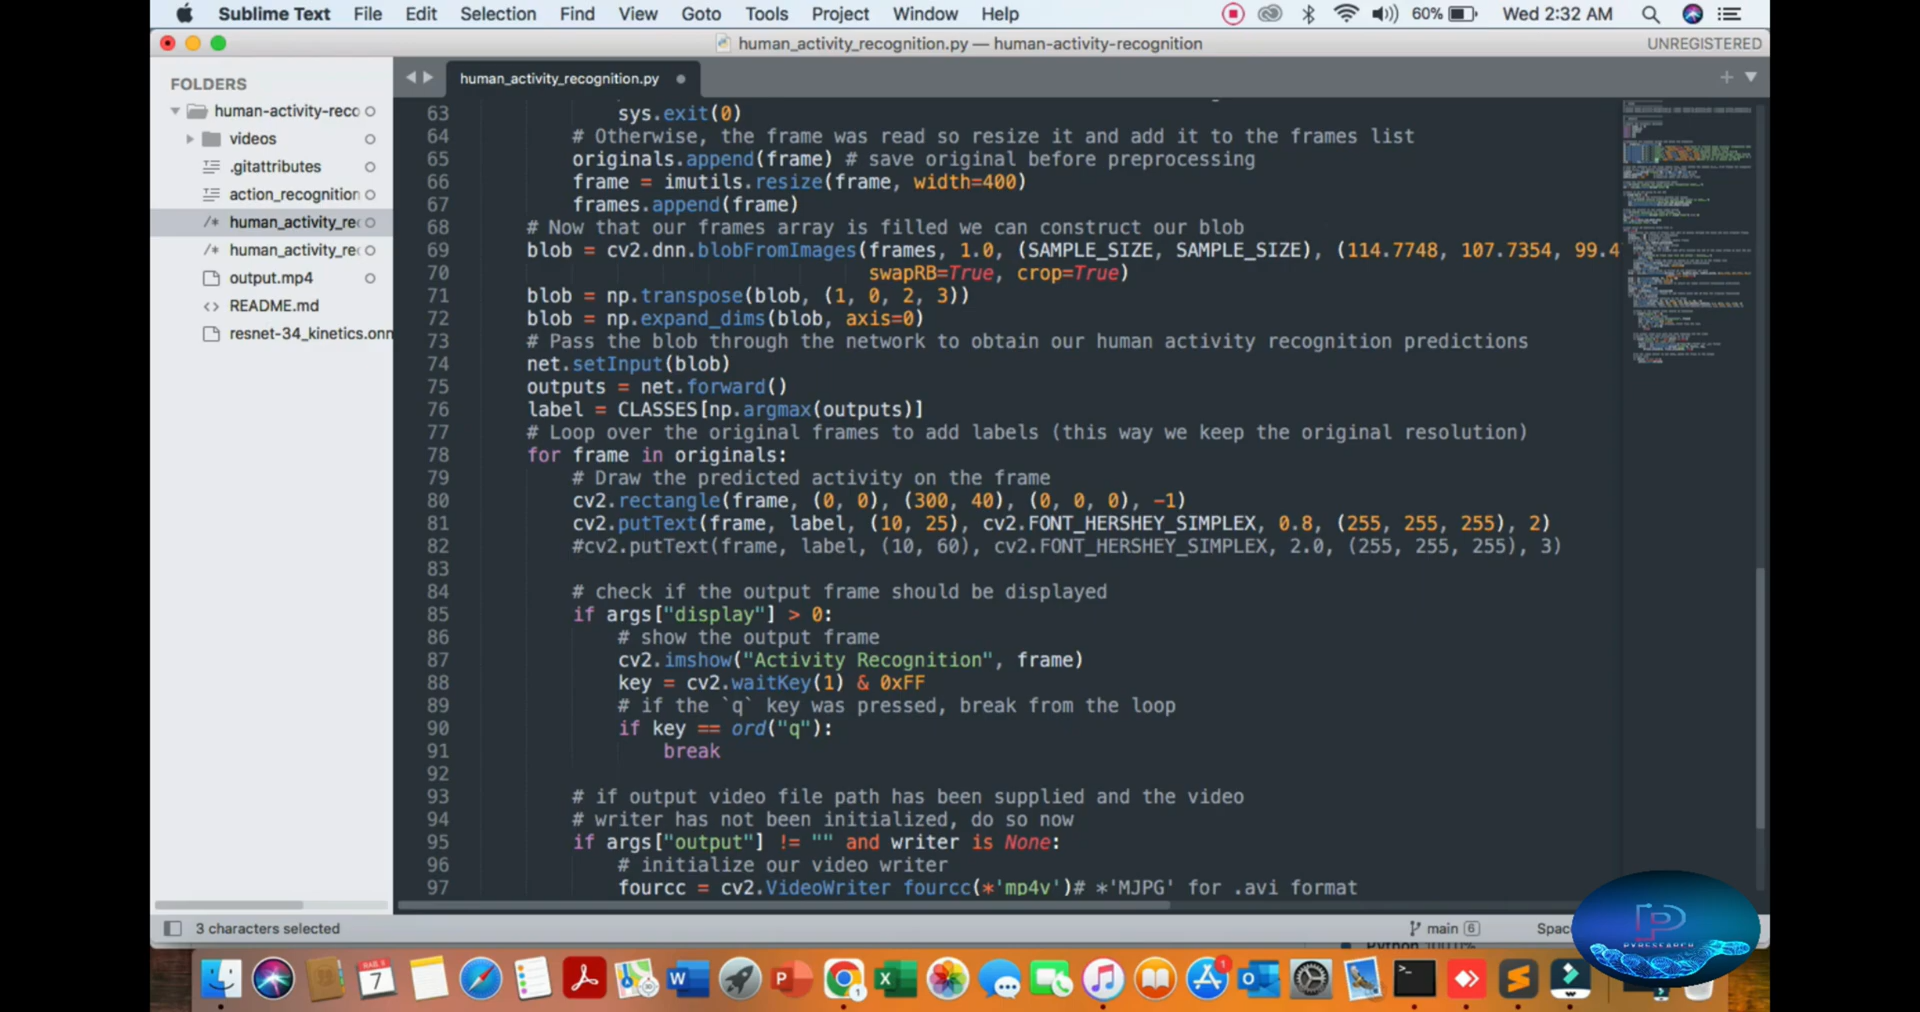 Sublime Text File Edit Selection Find View Goto Tools Project Window Help 60% Wed 2:32 AM
human_activity_recognition.py — human-activity-recognition UNREGISTERED
FOLDERS
human-activity-reco
videos
.gitattributes
action_recognition
/* human_activity_re
/* human_activity_re
output.mp4
<> README.md
resnet-34_kinetics.onn
human_activity_recognition.py
63 sys.exit(0)
64 # Otherwise, the frame was read so resize it and add it to the frames list
65 originals.append(frame) # save original before preprocessing
66 frame = imutils.resize(frame, width=400)
67 frames.append(frame)
68 # Now that our frames array is filled we can construct our blob
69 blob = cv2.dnn.blobFromImages(frames, 1.0, (SAMPLE_SIZE, SAMPLE_SIZE), (114.7748, 107.7354, 99.4
70 swapRB=True, crop=True)
71 blob = np.transpose(blob, (1, 0, 2, 3))
72 blob = np.expand_dims(blob, axis=0)
73 # Pass the blob through the network to obtain our human activity recognition predictions
74 net.setInput(blob)
75 outputs = net.forward()
76 label = CLASSES[np.argmax(outputs)]
77 # Loop over the original frames to add labels (this way we keep the original resolution)
78 for frame in originals:
79 # Draw the predicted activity on the frame
80 cv2.rectangle(frame, (0, 0), (300, 40), (0, 0, 0), -1)
81 cv2.putText(frame, label, (10, 25), cv2.FONT_HERSHEY_SIMPLEX, 0.8, (255, 255, 255), 2)
82 #cv2.putText(frame, label, (10, 60), cv2.FONT_HERSHEY_SIMPLEX, 2.0, (255, 255, 255), 3)
83
84 # check if the output frame should be displayed
85 if args["display"] > 0:
86 # show the output frame
87 cv2.imshow("Activity Recognition", frame)
88 key = cv2.waitKey(1) & 0xFF
89 # if the `q` key was pressed, break from the loop
90 if key == ord("q"):
91 break
92
93 # if output video file path has been supplied and the video
94 # writer has not been initialized, do so now
95 if args["output"] != "" and writer is None:
96 # initialize our video writer
97 fourcc = cv2.VideoWriter_fourcc(*'mp4v')# *'MJPG' for .avi format
3 characters selected main 6 Spac
PYRESEARCH